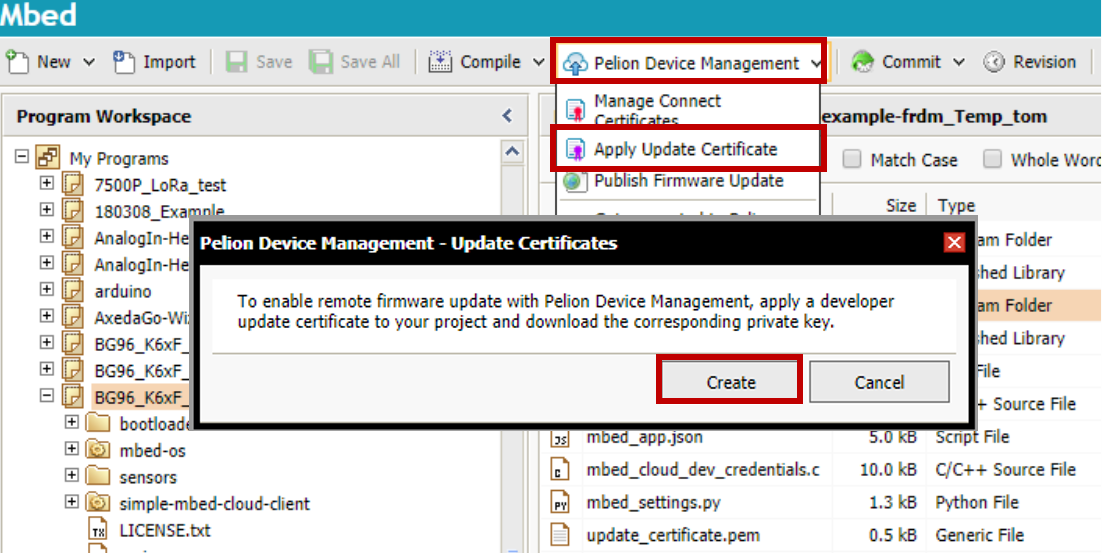 Mbed
New
Import
Save
Save All
Compile
Pelion Device Management
Commit
Revision
Program Workspace
Manage Connect
Certificates
Apply Update Certificate
Publish Firmware Update
example-frdm_Temp_tom
Match Case
Whole Word
Size
Type
My Programs
7500P_LoRa_test
180308_Example
AnalogIn-He
AnalogIn-He
arduino
AxedaGo-Wiz
BG96_K6xF_
BG96_K6xF_
BG96_K6xF_
bootloade
mbed-os
sensors
simple-mbed-cloud-client
LICENSE.txt
am Folder
hed Library
am Folder
hed Library
File
+ Source File
Pelion Device Management - Update Certificates
To enable remote firmware update with Pelion Device Management, apply a developer
update certificate to your project and download the corresponding private key.
Create
Cancel
mbed_app.json 5.0 kB Script File
mbed_cloud_dev_credentials.c 10.0 kB C/C++ Source File
mbed_settings.py 1.3 kB Python File
update_certificate.pem 0.5 kB Generic File